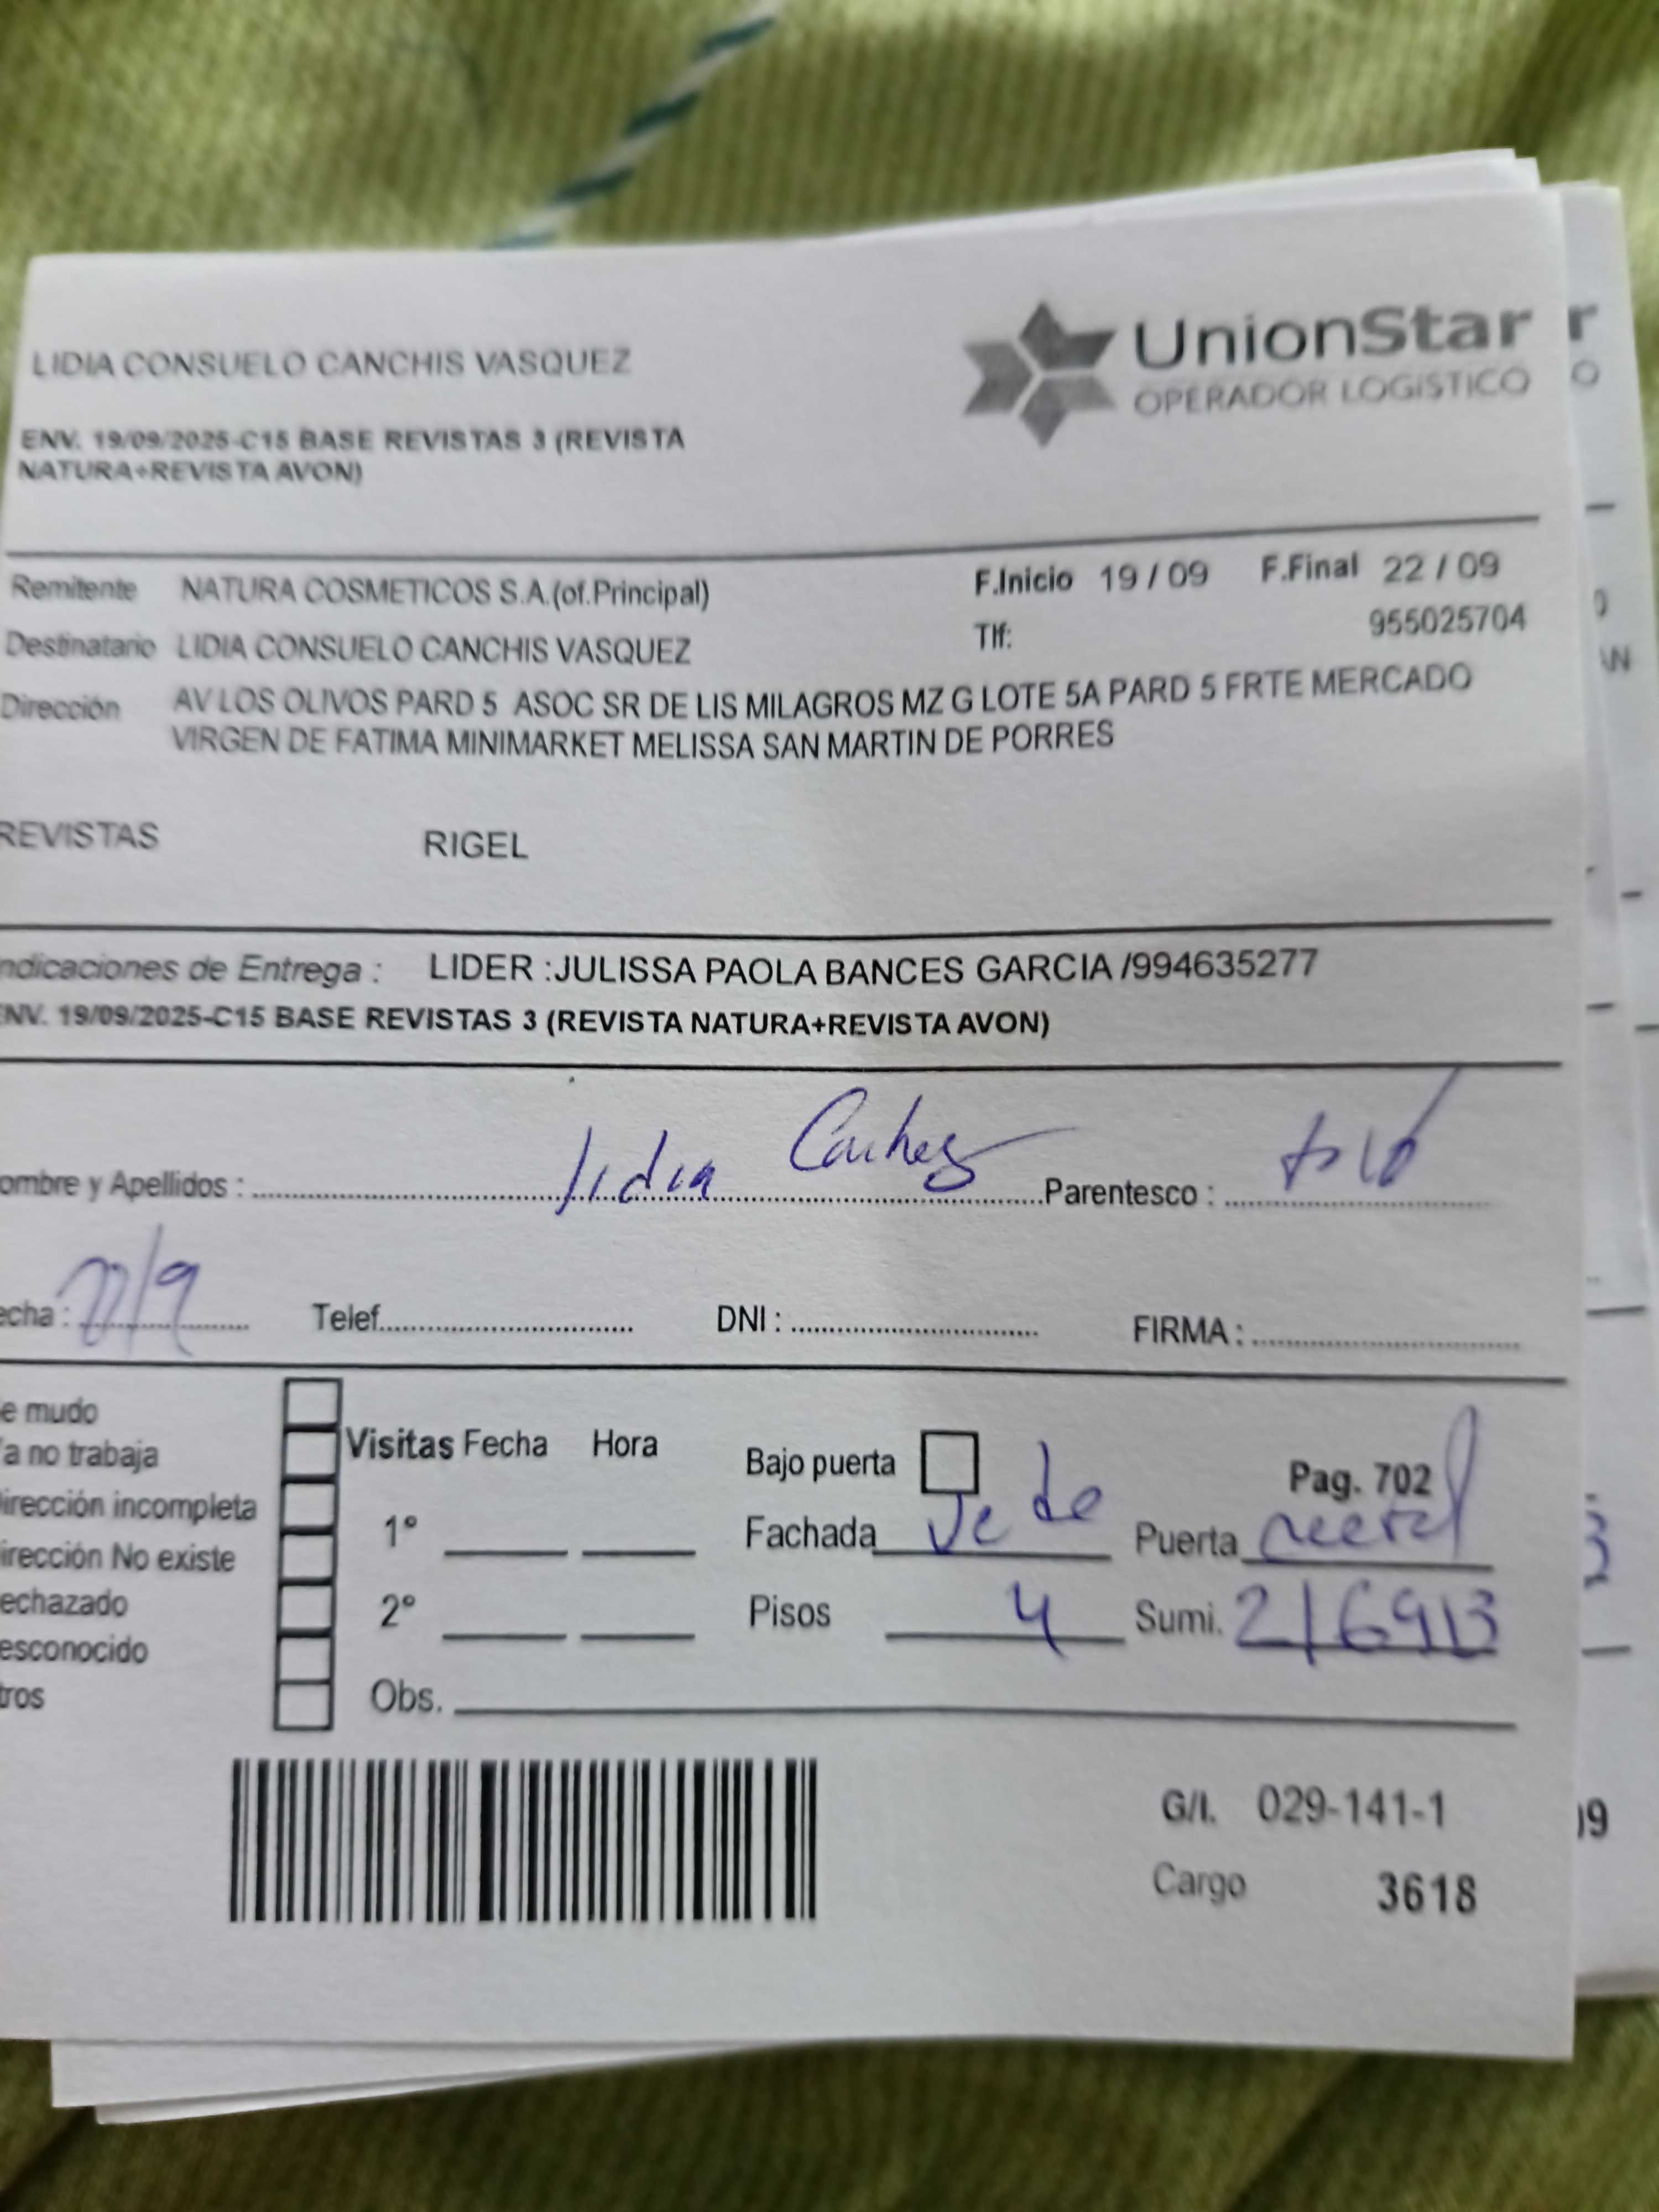 LIDIA CONSUELO CANCHIS VASQUEZ
UnionStar
OPERADOR LOGÍSTICO
ENV. 19/09/2025-C15 BASE REVISTAS 3 (REVISTA
NATURA+REVISTA AVON)
Remitente NATURA COSMETICOS S.A.(of.Principal) F.Inicio 19 / 09 F.Final 22 / 09
Destinatario LIDIA CONSUELO CANCHIS VASQUEZ Tlf: 955025704
Dirección AV LOS OLIVOS PARD 5 ASOC SR DE LIS MILAGROS MZ G LOTE 5A PARD 5 FRTE MERCADO
VIRGEN DE FATIMA MINIMARKET MELISSA SAN MARTIN DE PORRES
REVISTAS RIGEL
ndicaciones de Entrega : LIDER :JULISSA PAOLA BANCES GARCIA /994635277
ENV. 19/09/2025-C15 BASE REVISTAS 3 (REVISTA NATURA+REVISTA AVON)
ombre y Apellidos : lidia Parentesco :
echa : 22/9 Telef. DNI : FIRMA :
e mudo
a no trabaja Visitas Fecha Hora Bajo puerta Pag. 702
irección incompleta 1° Fachada Puerta
irección No existe
echazado 2° Pisos 4 Sumi. 216913
esconocido
tros Obs.
G/I. 029-141-1
Cargo 3618